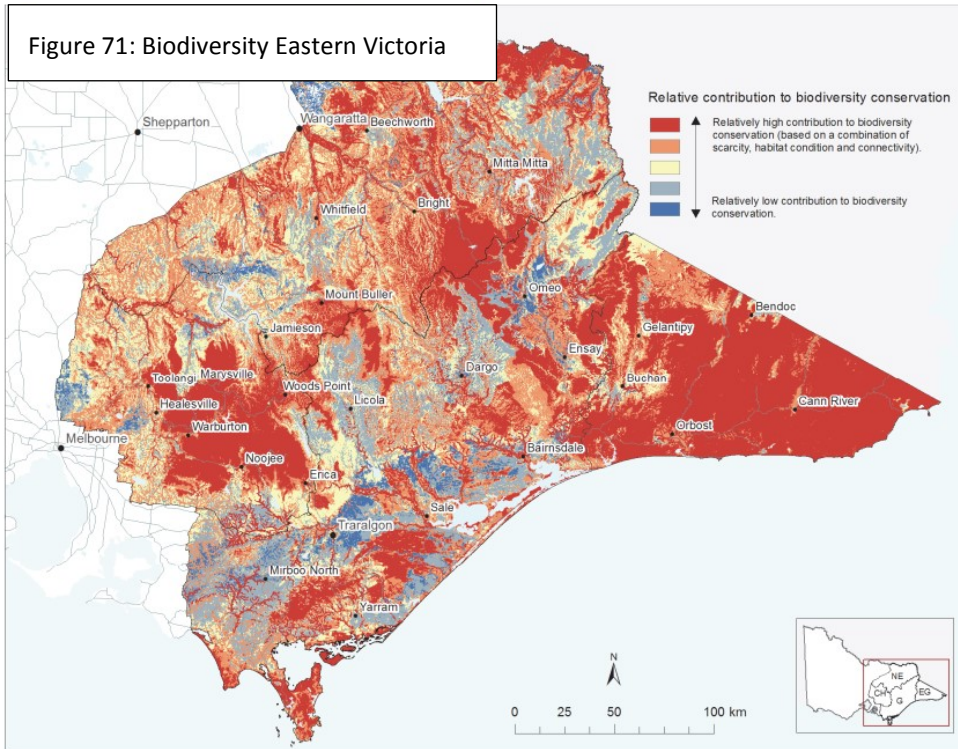 Figure 71: Biodiversity Eastern Victoria
Relative contribution to biodiversity conservation
Relatively high contribution to biodiversity
conservation (based on a combination of
scarcity, habitat condition and connectivity).
Relatively low contribution to biodiversity
conservation.
Shepparton
Wangaratta
Beechworth
Mitta Mitta
Bright
Whitfield
Omeo
Mount Buller
Bendoc
Gelantipy
Jamieson
Ensay
Toolangi
Marysville
Dargo
Buchan
Woods Point
Licola
Healesville
Cann River
Warburton
Orbost
Melbourne
Bairnsdale
Noojee
Erica
Sale
Traralgon
Mirboo North
Yarram
N
0 25 50 100 km
NE
CH
G
EG